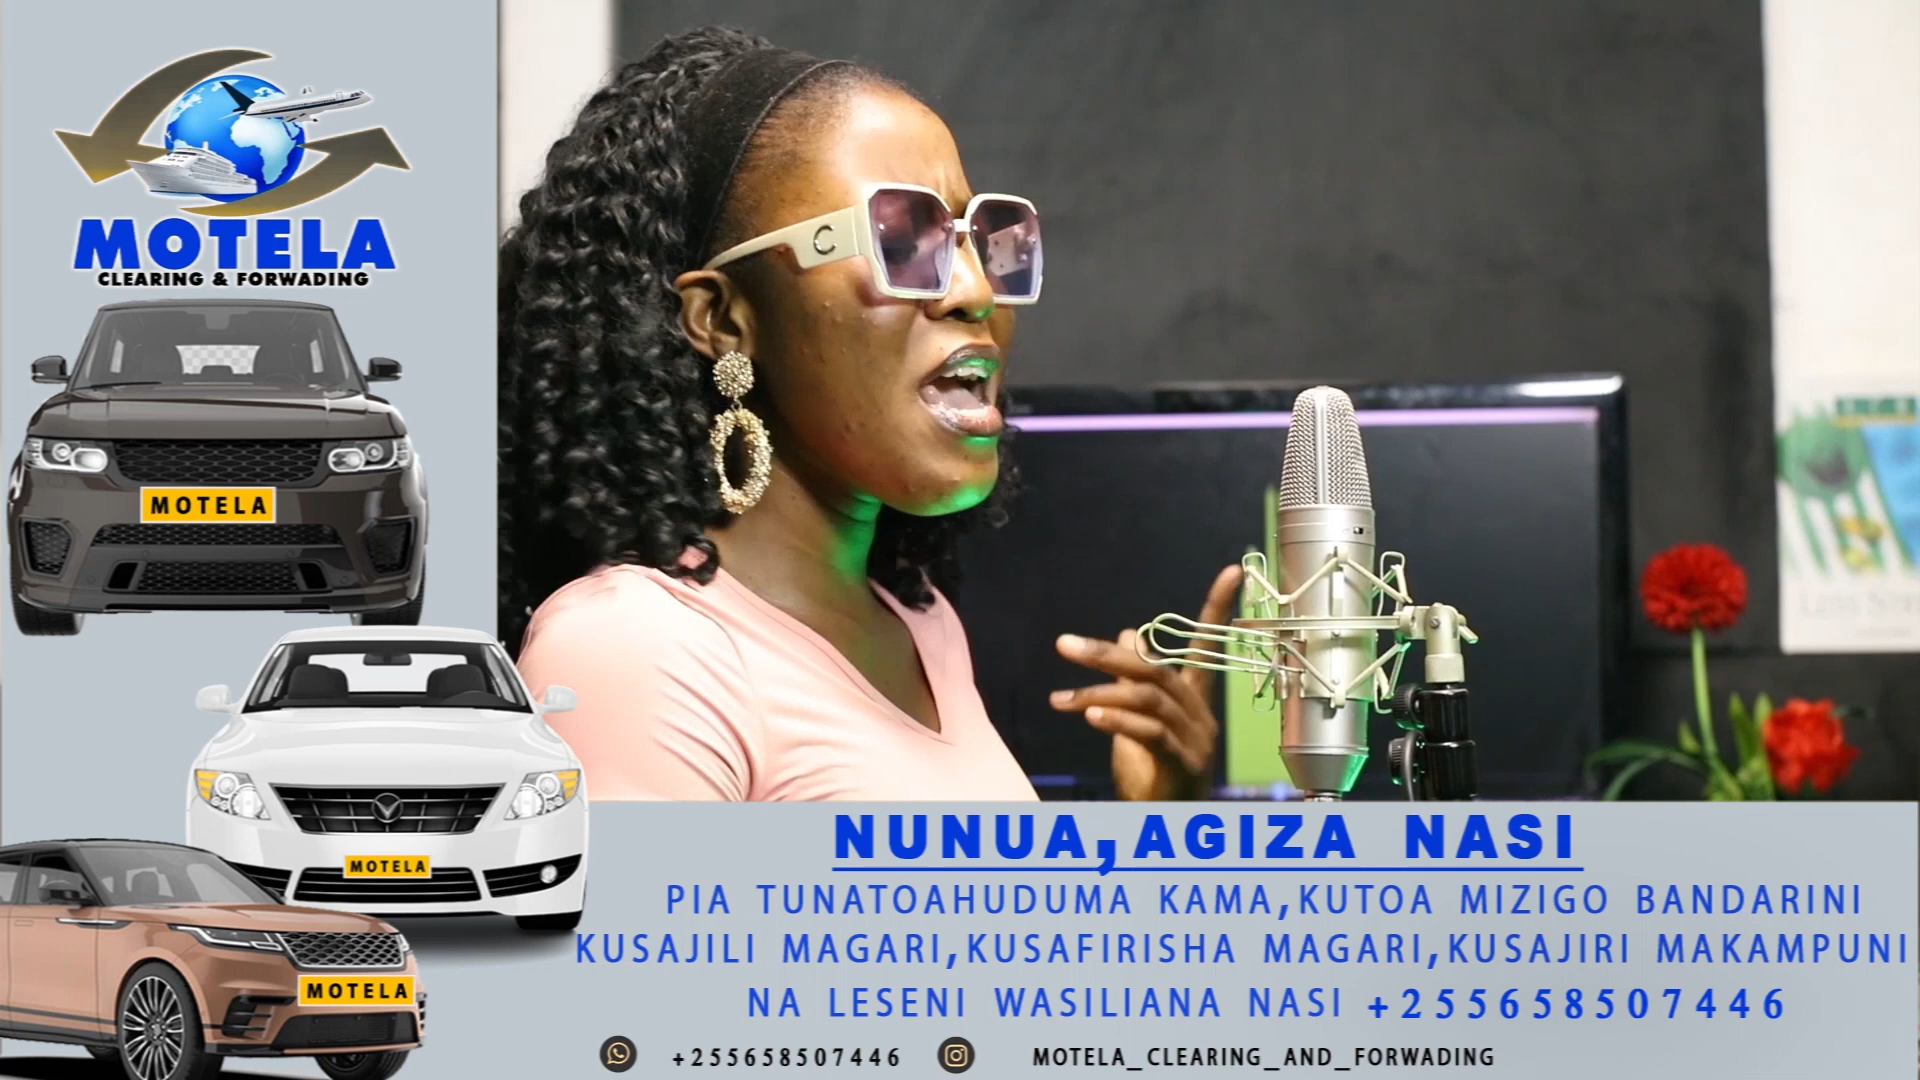 MOTELA
CLEARING & FORWADING
MOTELA
MOTELA
MOTELA
C
NUNUA,AGIZA NASI
PIA TUNATOAHUDUMA KAMA,KUTOA MIZIGO BANDARINI
KUSAJILI MAGARI,KUSAFIRISHA MAGARI,KUSAJIRI MAKAMPUNI
NA LESENI WASILIANA NASI +255658507446
+255658507446 MOTELA_CLEARING_AND_FORWADING